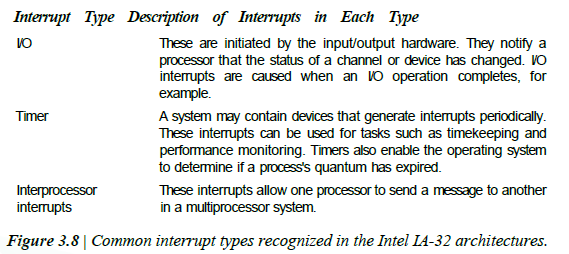 Interrupt Type Description of Interrupts in Each Type
I/O These are initiated by the input/output hardware. They notify a
processor that the status of a channel or device has changed. I/O
interrupts are caused when an I/O operation completes, for
example.
Timer A system may contain devices that generate interrupts periodically.
These interrupts can be used for tasks such as timekeeping and
performance monitoring. Timers also enable the operating system
to determine if a process's quantum has expired.
Interprocessor These interrupts allow one processor to send a message to another
interrupts in a multiprocessor system.
Figure 3.8 | Common interrupt types recognized in the Intel IA-32 architectures.